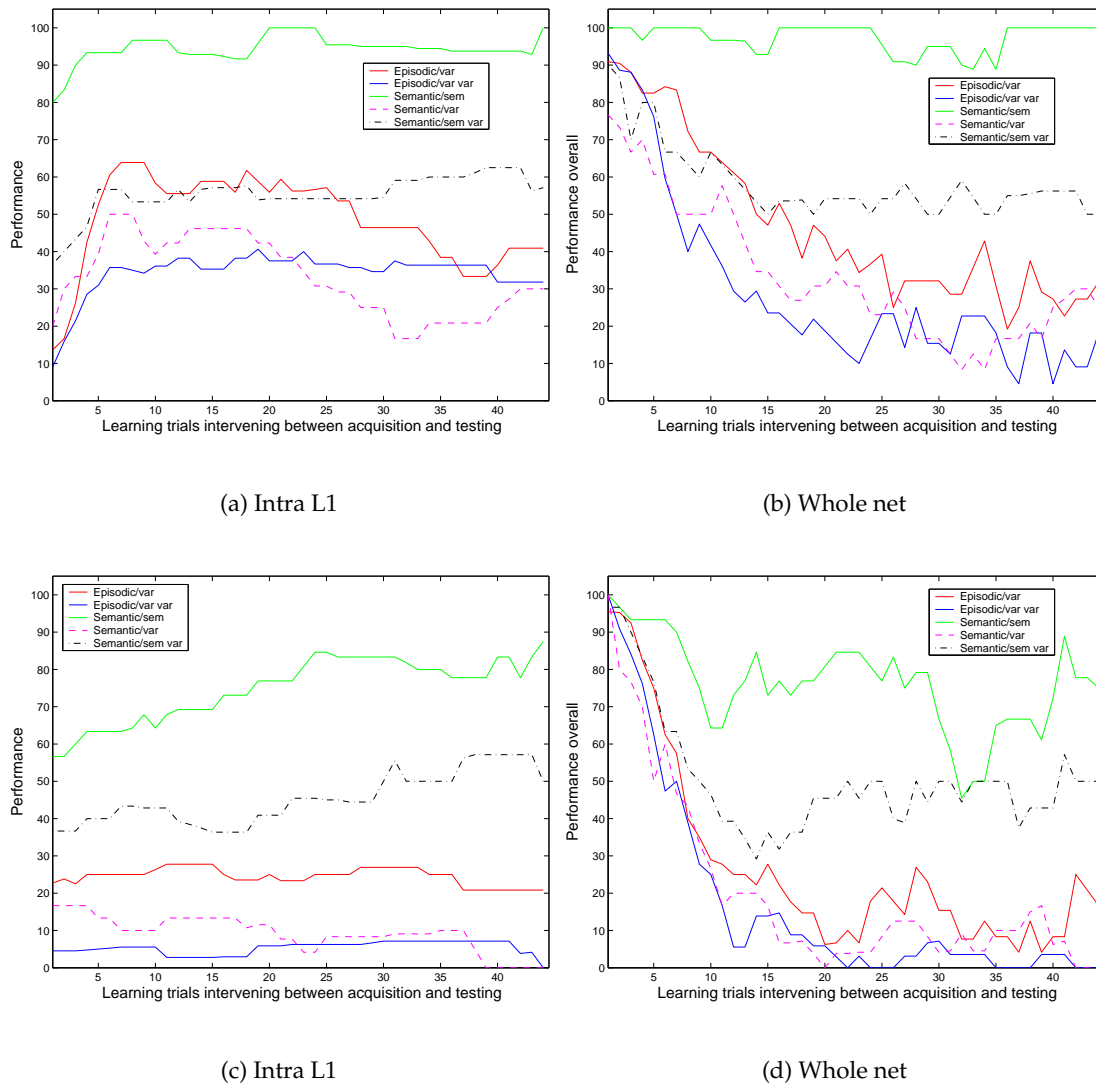 100
90
80
70
60
50
40
30
20
10
0
Performance
Episodic/var
Episodic/var var
Semantic/sem
Semantic/var
Semantic/sem var
5 10 15 20 25 30 35 40
Learning trials intervening between acquisition and testing
(a) Intra L1
100
90
80
70
60
50
40
30
20
10
0
Performance overall
Episodic/var
Episodic/var var
Semantic/sem
Semantic/var
Semantic/sem var
5 10 15 20 25 30 35 40
Learning trials intervening between acquisition and testing
(b) Whole net
100
90
80
70
60
50
40
30
20
10
0
Performance
Episodic/var
Episodic/var var
Semantic/sem
Semantic/var
Semantic/sem var
5 10 15 20 25 30 35 40
Learning trials intervening between acquisition and testing
(c) Intra L1
100
90
80
70
60
50
40
30
20
10
0
Performance overall
Episodic/var
Episodic/var var
Semantic/sem
Semantic/var
Semantic/sem var
5 10 15 20 25 30 35 40
Learning trials intervening between acquisition and testing
(d) Whole net